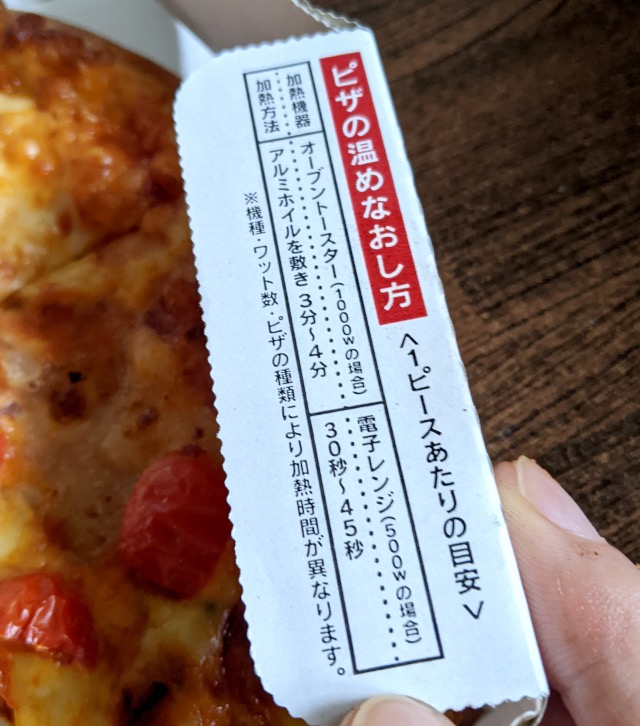 ピザの温めなおし方
<1ピースあたりの目安>
加熱機器
オーブントースター(1000wの場合)
電子レンジ(500wの場合)
加熱方法
アルミホイルを敷き 3分～4分
30秒～45秒
※機種・ワット数・ピザの種類により加熱時間が異なります。